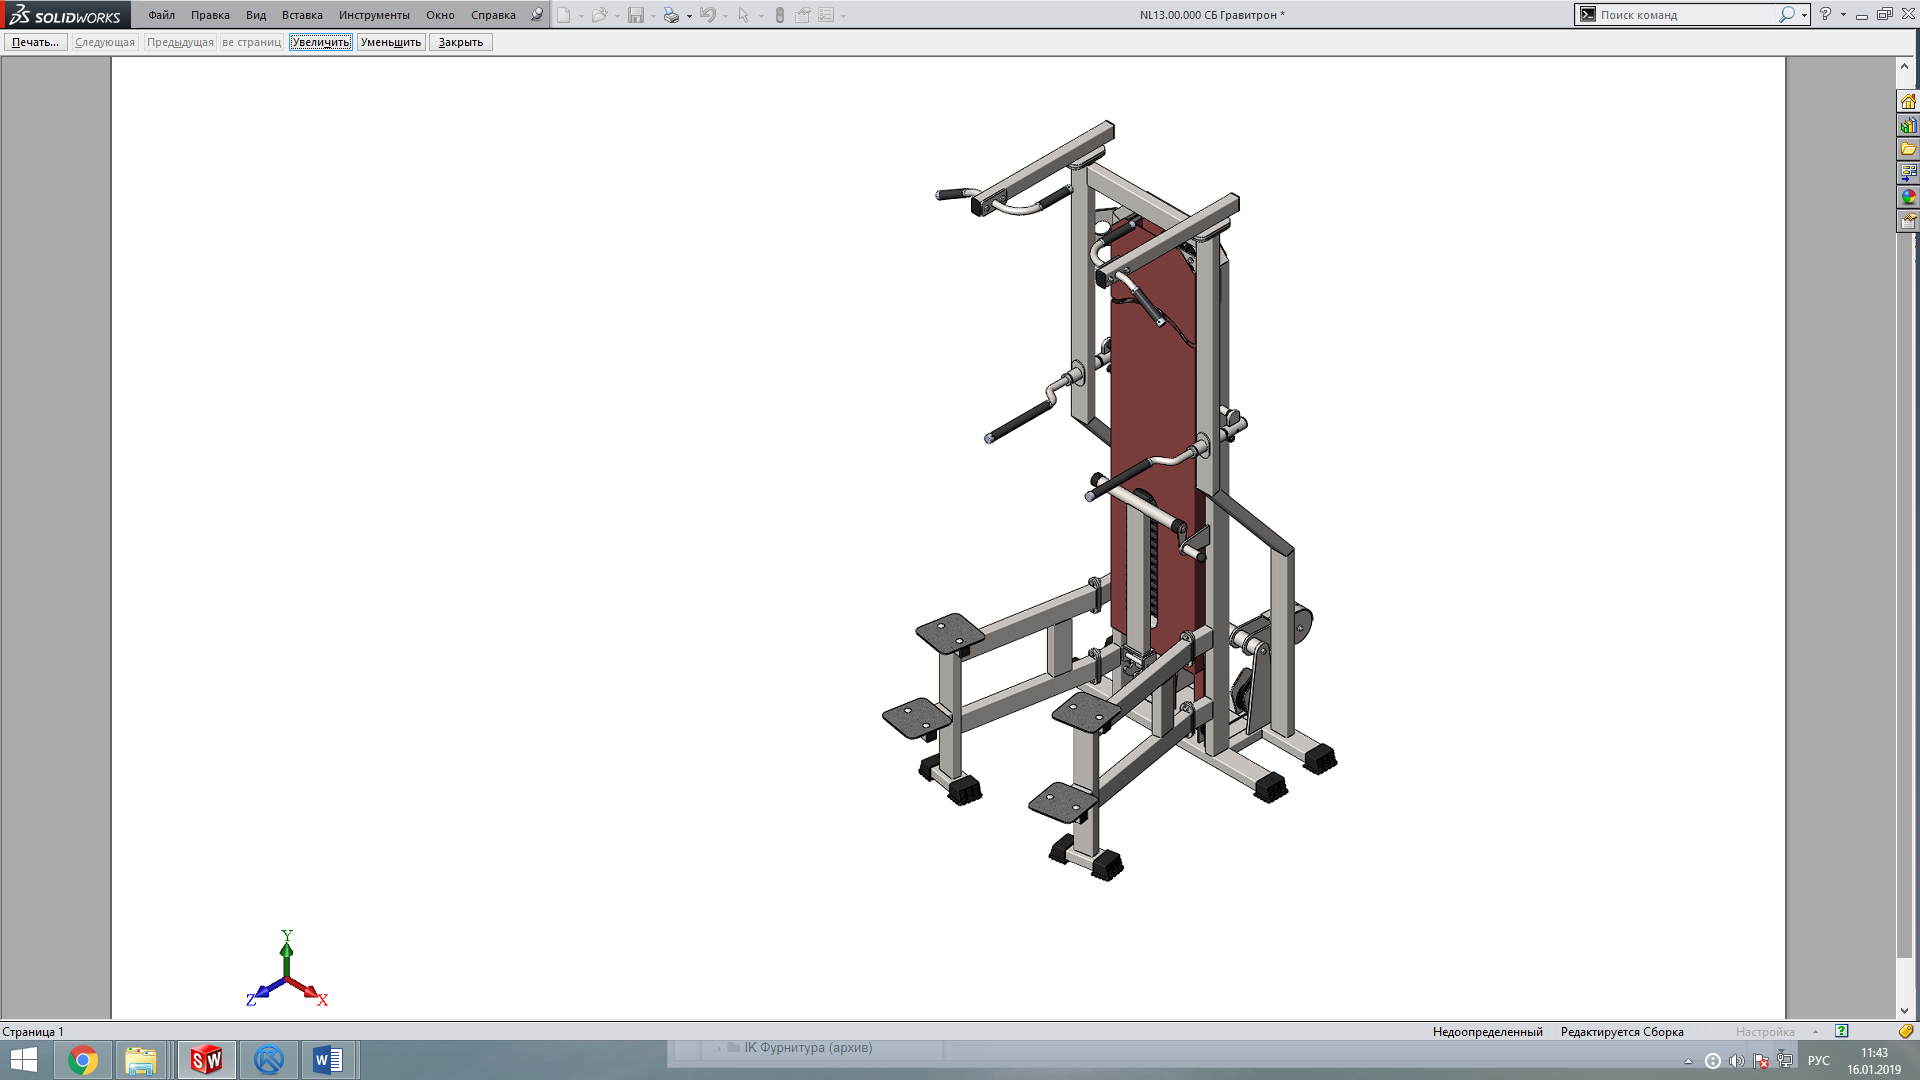 SOLIDWORKS Файл Правка Вид Вставка Инструменты Окно Справка NL13.00.000 СБ Гравитрон * Поиск команд
Печать... Следующая Предыдущая ве страниц Увеличить Уменьшить Закрыть
Y
Z X
Страница 1 Недоопределенный Редактируется Сборка Настройка
IK Фурнитура (архив)
SW W РУС 11:43
16.01.2019